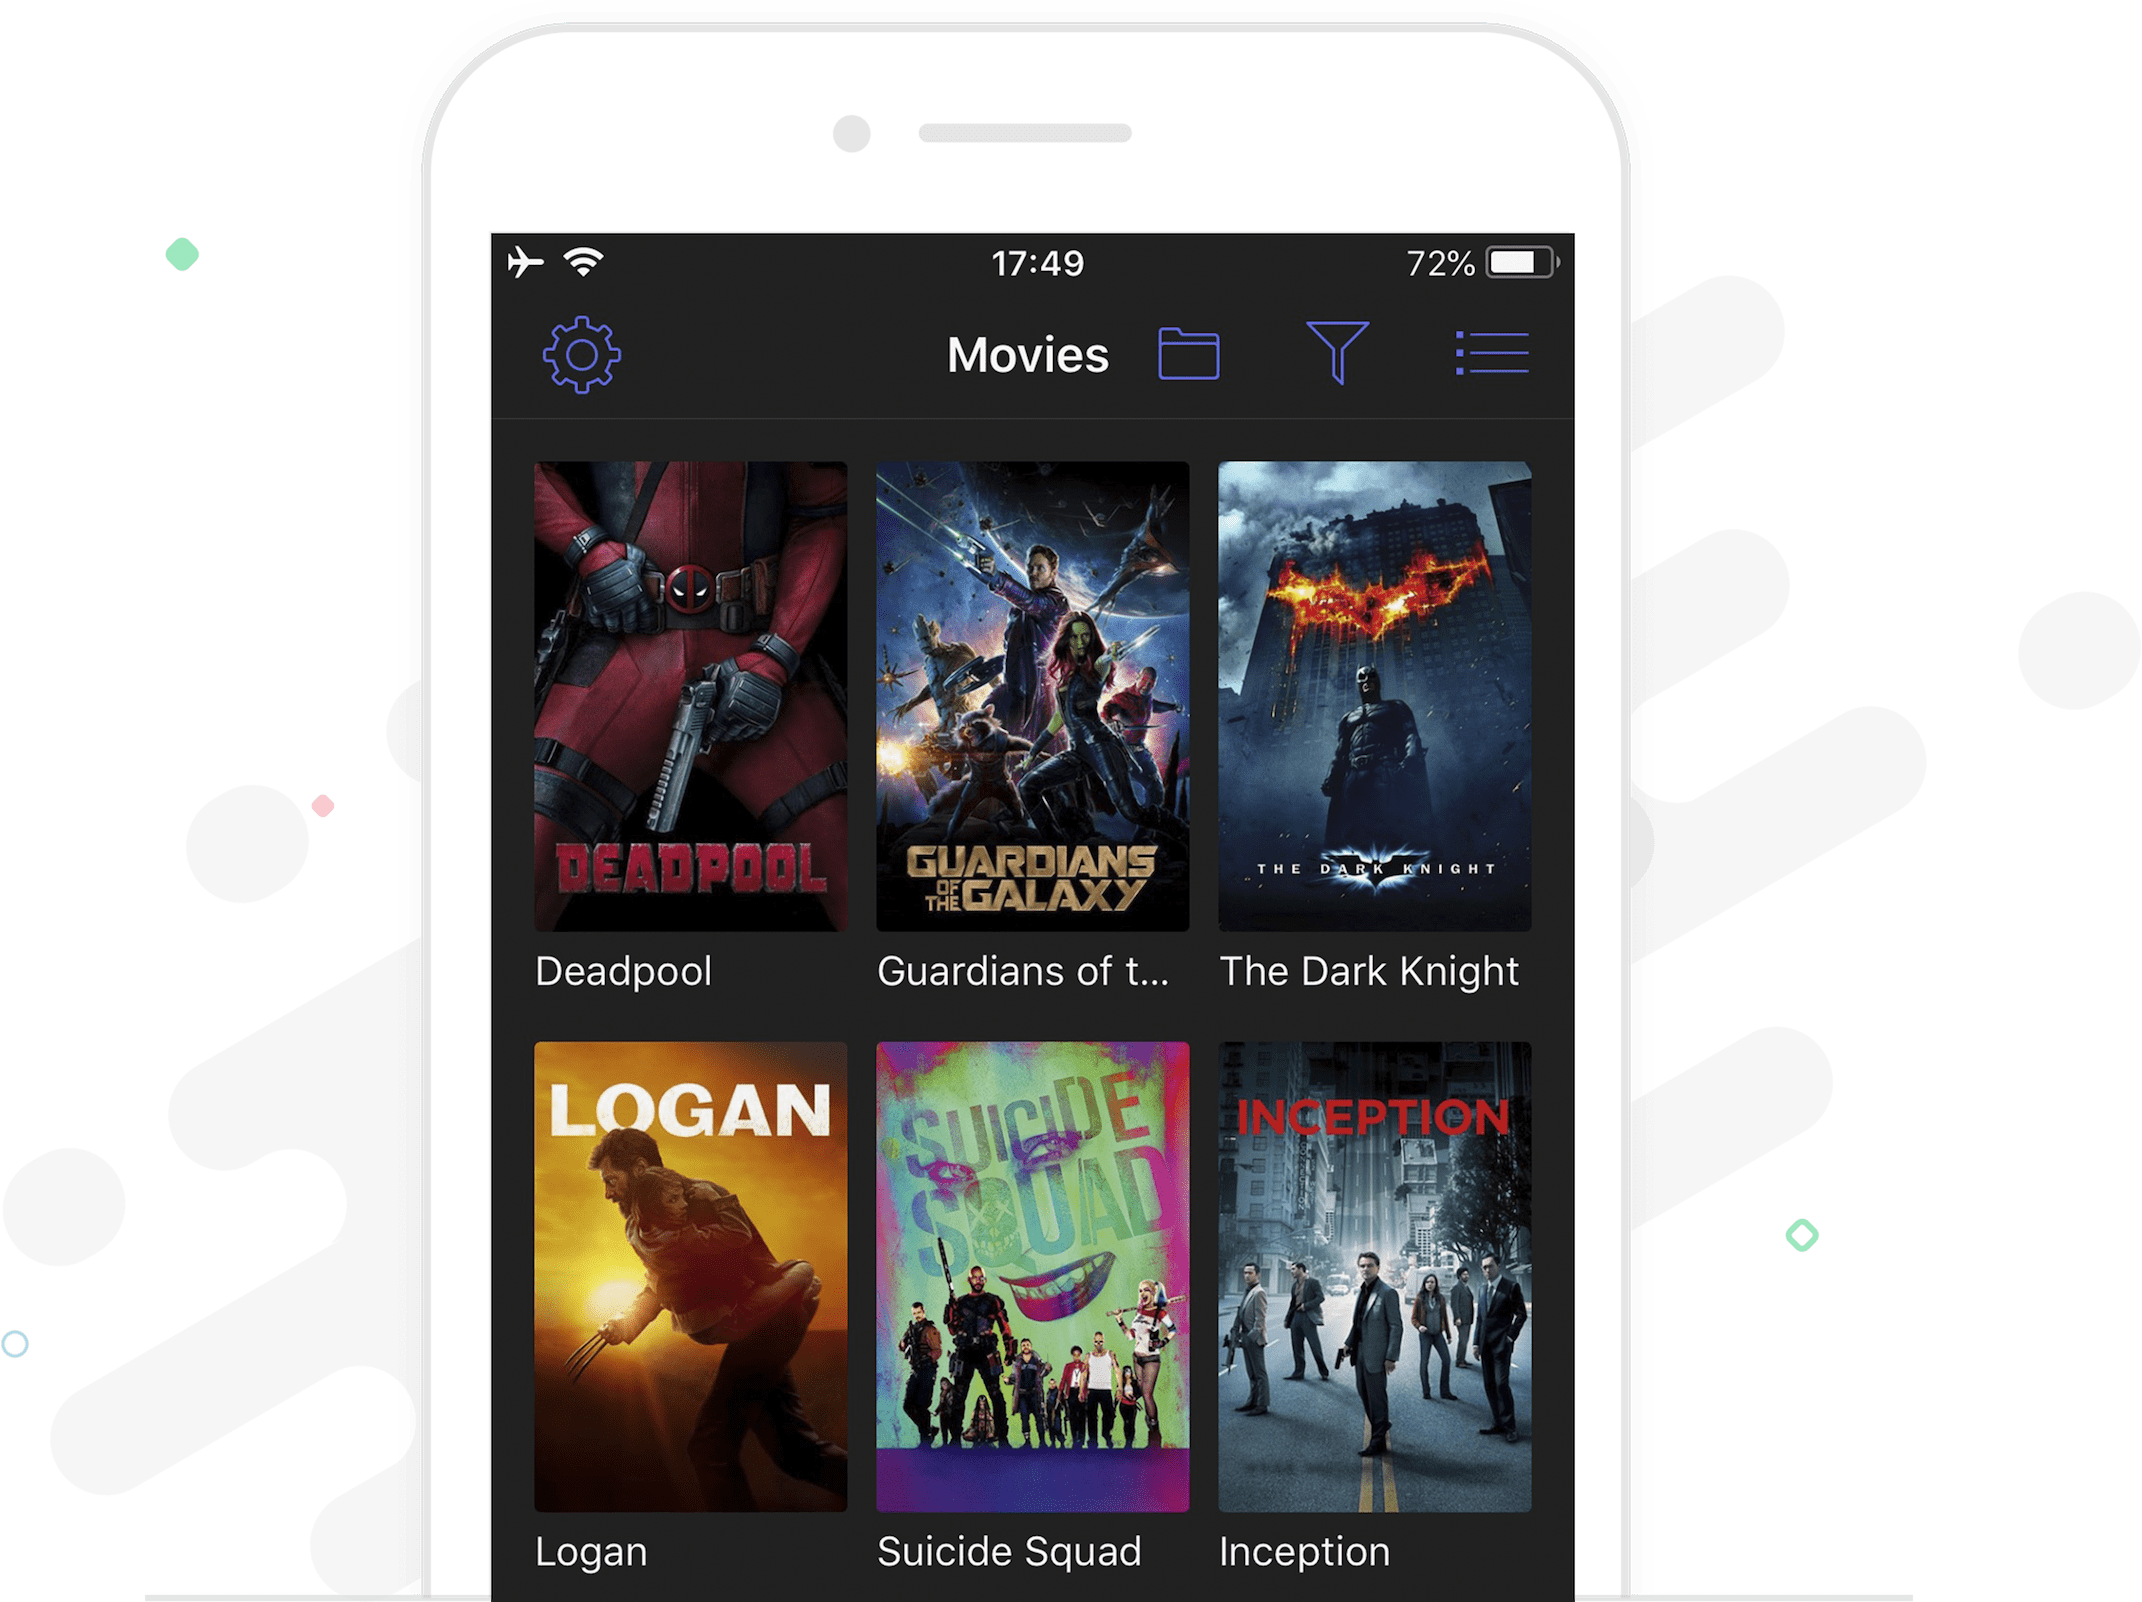 17:49
72%
Movies
DEADPOOL
GUARDIANS
OF THE GALAXY
THE DARK KNIGHT
Deadpool
Guardians of t...
The Dark Knight
LOGAN
SUICIDE
SQUAD
INCEPTION
Logan
Suicide Squad
Inception